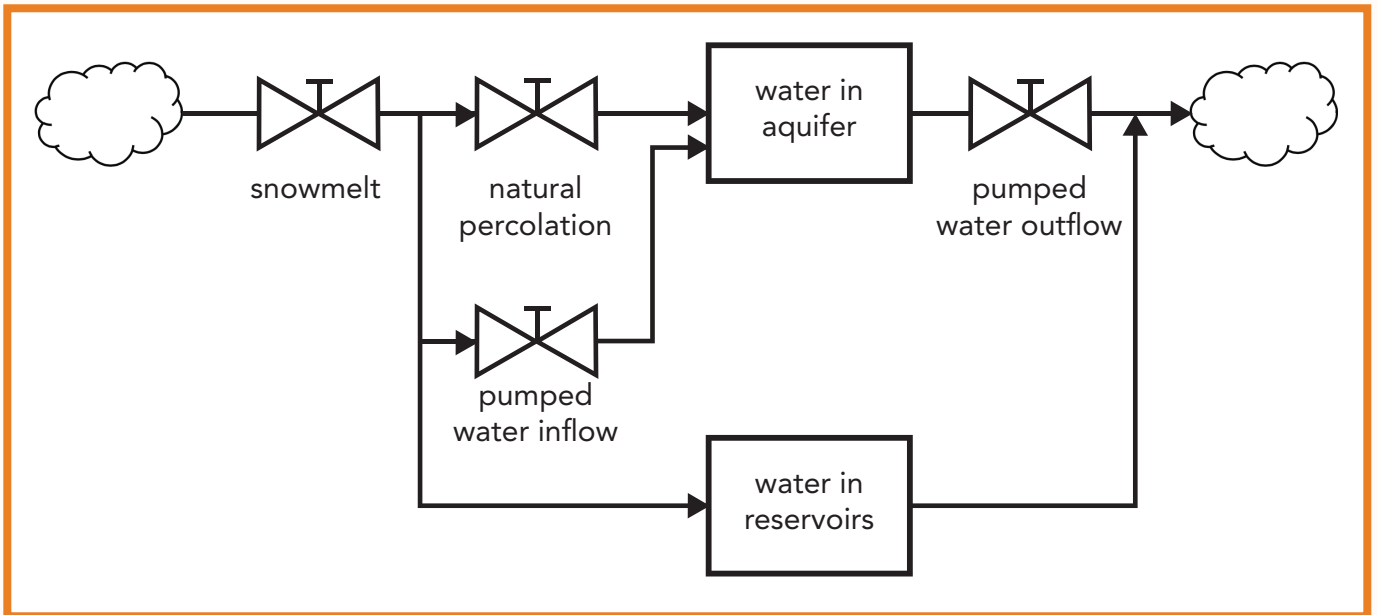 water in
aquifer
snowmelt
natural
percolation
pumped
water outflow
pumped
water inflow
water in
reservoirs